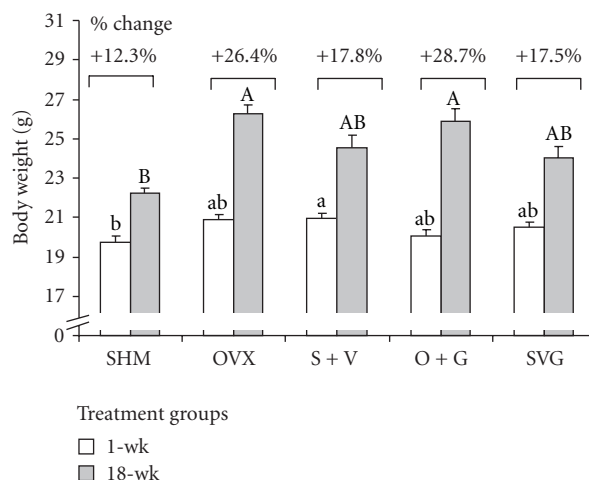 % change
+12.3% +26.4% +17.8% +28.7% +17.5%
Body weight (g)
31
29
27
25
23
21
19
17
0
b B ab A a AB ab A ab AB
SHM OVX S + V O + G SVG
Treatment groups
1-wk
18-wk